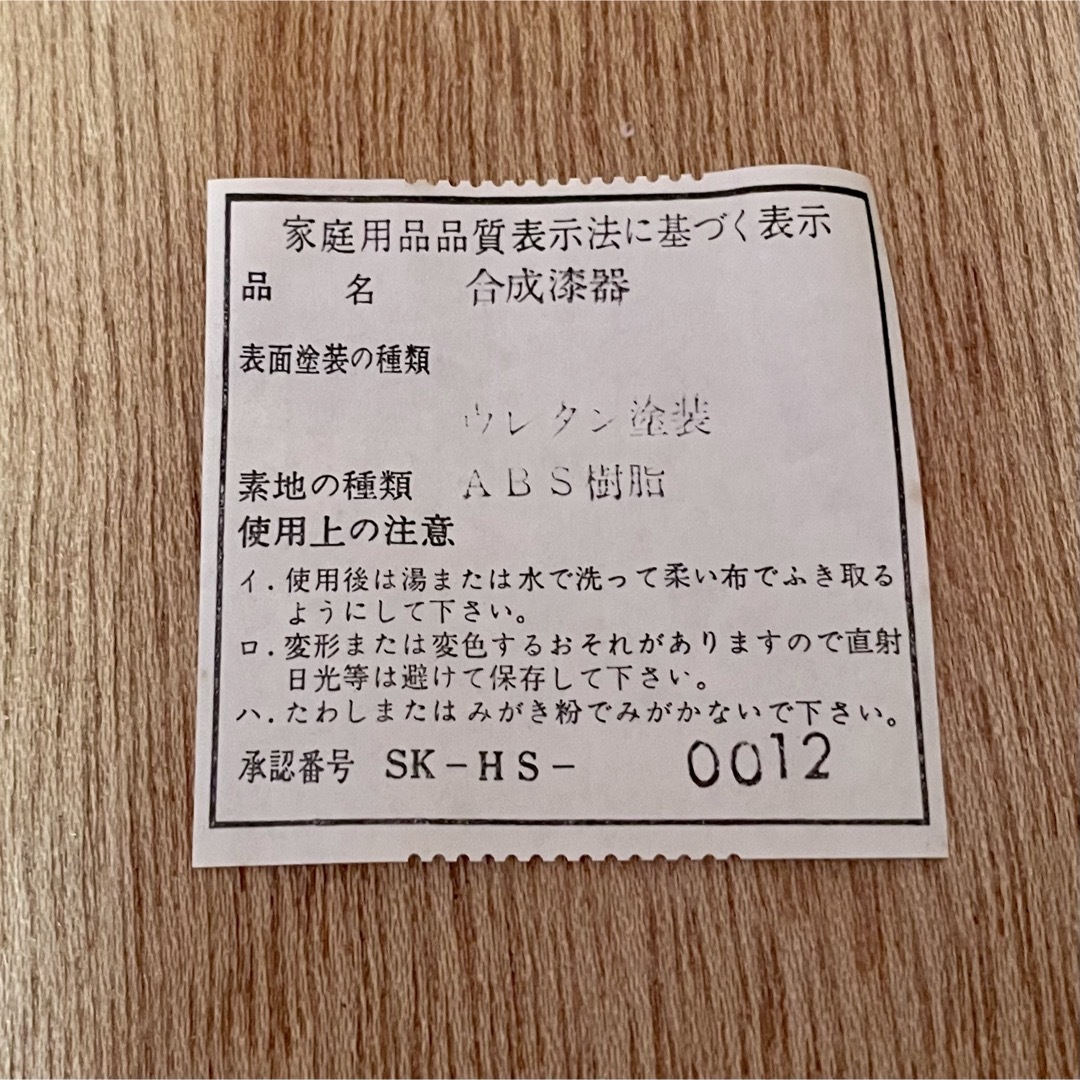 家庭用品品質表示法に基づく表示
品 名 合成漆器
表面塗装の種類
ウレタン塗装
素地の種類 ABS樹脂
使用上の注意
イ.使用後は湯または水で洗って柔い布でふき取る
ようにして下さい。
ロ.変形または変色するおそれがありますので直射
日光等は避けて保存して下さい。
ハ.たわしまたはみがき粉でみがかないで下さい。
承認番号 SK-HS- 0012